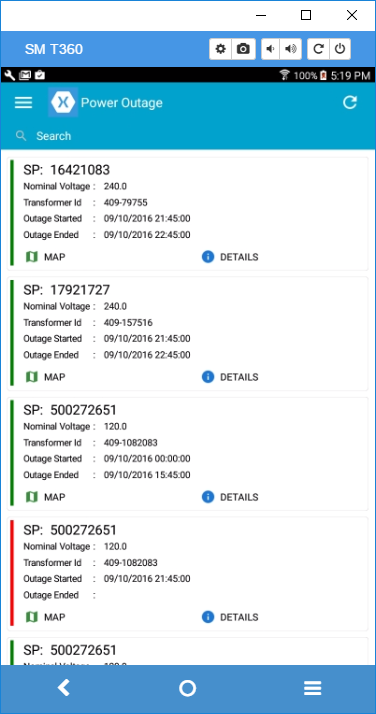 SM T360
100% 5:19 PM
Power Outage
Search
SP: 16421083
Nominal Voltage : 240.0
Transformer Id : 409-79755
Outage Started : 09/10/2016 21:45:00
Outage Ended : 09/10/2016 22:45:00
MAP DETAILS
SP: 17921727
Nominal Voltage : 240.0
Transformer Id : 409-157516
Outage Started : 09/10/2016 21:45:00
Outage Ended : 09/10/2016 22:45:00
MAP DETAILS
SP: 500272651
Nominal Voltage : 120.0
Transformer Id : 409-1082083
Outage Started : 09/10/2016 00:00:00
Outage Ended : 09/10/2016 15:45:00
MAP DETAILS
SP: 500272651
Nominal Voltage : 120.0
Transformer Id : 409-1082083
Outage Started : 09/10/2016 21:45:00
Outage Ended :
MAP DETAILS
SP: 500272651
Nominal Voltage : 120.0